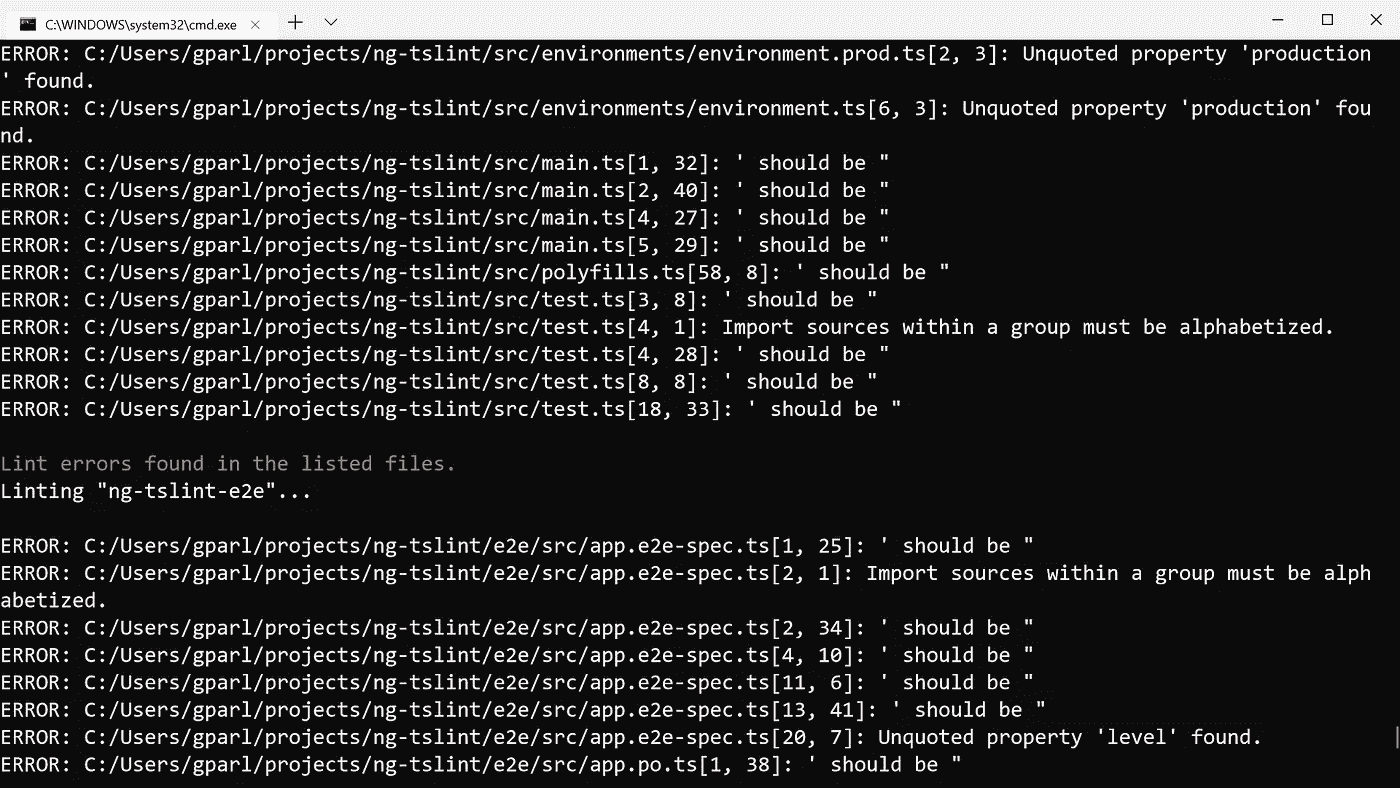 C:\WINDOWS\system32\cmd.exe
ERROR: C:/Users/gparl/projects/ng-tslint/src/environments/environment.prod.ts[2, 3]: Unquoted property 'production
' found.
ERROR: C:/Users/gparl/projects/ng-tslint/src/environments/environment.ts[6, 3]: Unquoted property 'production' fou
nd.
ERROR: C:/Users/gparl/projects/ng-tslint/src/main.ts[1, 32]: ' should be "
ERROR: C:/Users/gparl/projects/ng-tslint/src/main.ts[2, 40]: ' should be "
ERROR: C:/Users/gparl/projects/ng-tslint/src/main.ts[4, 27]: ' should be "
ERROR: C:/Users/gparl/projects/ng-tslint/src/main.ts[5, 29]: ' should be "
ERROR: C:/Users/gparl/projects/ng-tslint/src/polyfills.ts[58, 8]: ' should be "
ERROR: C:/Users/gparl/projects/ng-tslint/src/test.ts[3, 8]: ' should be "
ERROR: C:/Users/gparl/projects/ng-tslint/src/test.ts[4, 1]: Import sources within a group must be alphabetized.
ERROR: C:/Users/gparl/projects/ng-tslint/src/test.ts[4, 28]: ' should be "
ERROR: C:/Users/gparl/projects/ng-tslint/src/test.ts[8, 8]: ' should be "
ERROR: C:/Users/gparl/projects/ng-tslint/src/test.ts[18, 33]: ' should be "
Lint errors found in the listed files.
Linting "ng-tslint-e2e"...
ERROR: C:/Users/gparl/projects/ng-tslint/e2e/src/app.e2e-spec.ts[1, 25]: ' should be "
ERROR: C:/Users/gparl/projects/ng-tslint/e2e/src/app.e2e-spec.ts[2, 1]: Import sources within a group must be alph
abetized.
ERROR: C:/Users/gparl/projects/ng-tslint/e2e/src/app.e2e-spec.ts[2, 34]: ' should be "
ERROR: C:/Users/gparl/projects/ng-tslint/e2e/src/app.e2e-spec.ts[4, 10]: ' should be "
ERROR: C:/Users/gparl/projects/ng-tslint/e2e/src/app.e2e-spec.ts[11, 6]: ' should be "
ERROR: C:/Users/gparl/projects/ng-tslint/e2e/src/app.e2e-spec.ts[13, 41]: ' should be "
ERROR: C:/Users/gparl/projects/ng-tslint/e2e/src/app.e2e-spec.ts[20, 7]: Unquoted property 'level' found.
ERROR: C:/Users/gparl/projects/ng-tslint/e2e/src/app.po.ts[1, 38]: ' should be "